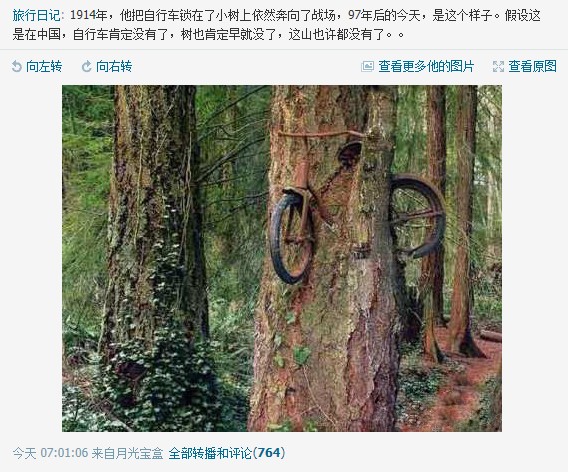 旅行日记: 1914年，他把自行车锁在了小树上依然奔向了战场，97年后的今天，是这个样子。假设这
是在中国，自行车肯定没有了，树也肯定早就没了，这山也许都没有了。。
向左转 向右转 查看更多他的图片 查看原图
今天 07:01:06 来自月光宝盒 全部转播和评论(764)